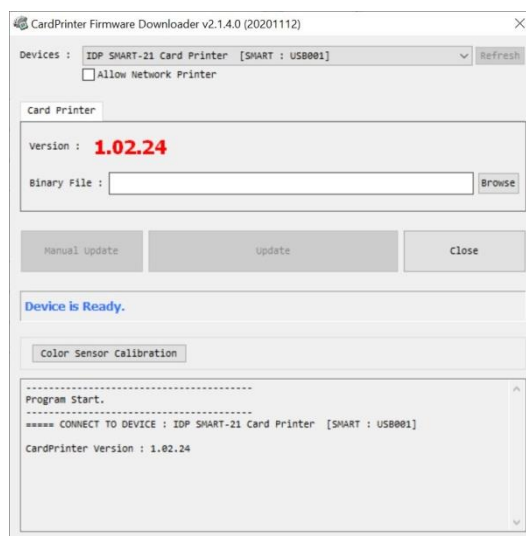 CardPrinter Firmware Downloader v2.1.4.0 (20201112)
Devices : IDP SMART-21 Card Printer [SMART : USB001] Refresh
Allow Network Printer
Card Printer
Version : 1.02.24
Binary File : Browse
Manual Update Update Close
Device is Ready.
Color Sensor Calibration
----------------------------------------
Program Start.
----------------------------------------
===== CONNECT TO DEVICE : IDP SMART-21 Card Printer [SMART : USB001]
CardPrinter Version : 1.02.24